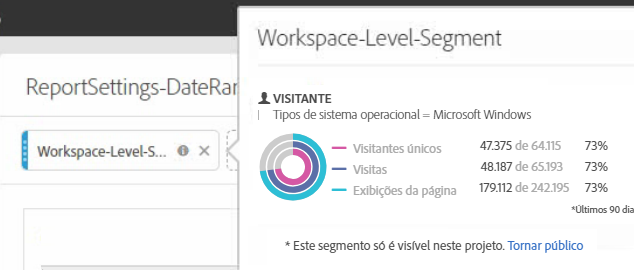 Workspace-Level-Segment
ReportSettings-DateRan
VISITANTE
Tipos de sistema operacional = Microsoft Windows
Workspace-Level-S...
Visitantes únicos 47.375 de 64.115 73%
Visitas 48.187 de 65.193 73%
Exibições da página 179.112 de 242.195 73%
*Últimos 90 dia
* Este segmento só é visível neste projeto. Tornar público